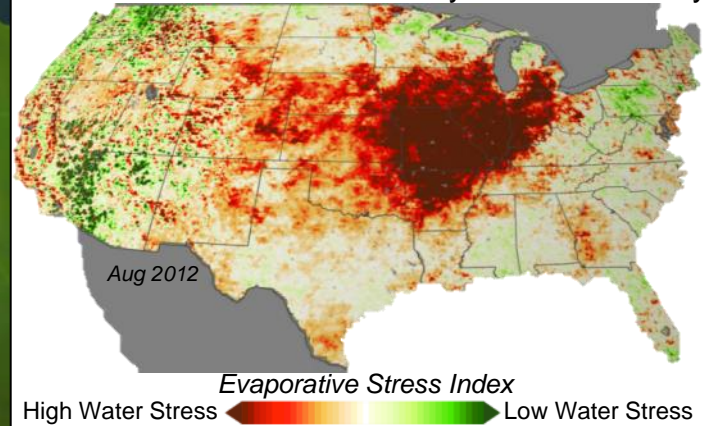 Aug 2012
Evaporative Stress Index
High Water Stress
Low Water Stress